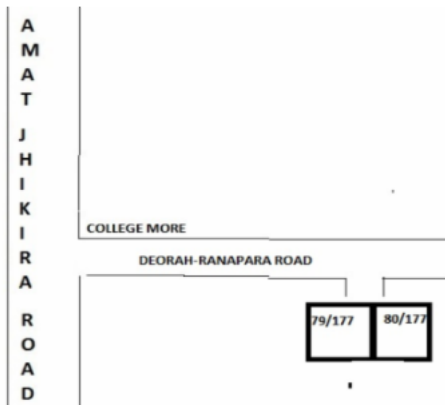 AMAT JHIKIRA ROAD
COLLEGE MORE
DEORAH-RANAPARA ROAD
79/177 80/177